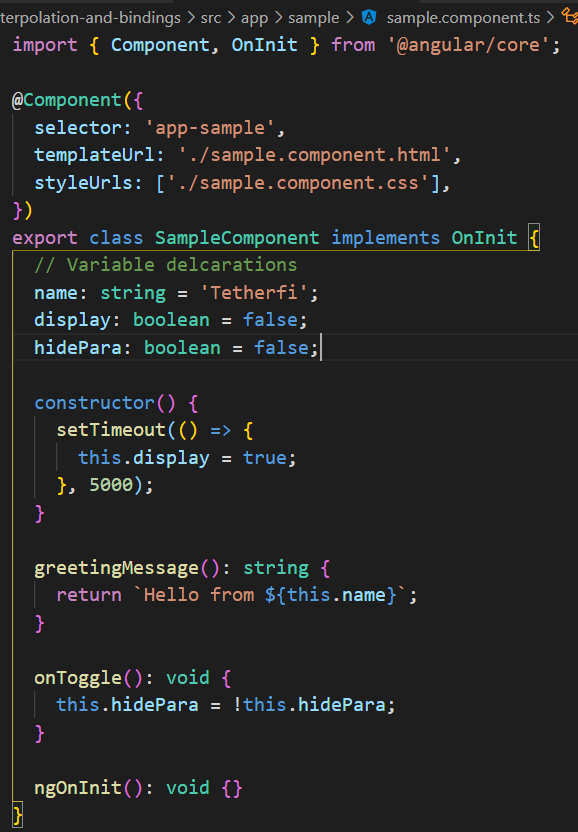 terpolation-and-bindings > src > app > sample > sample.component.ts >
import { Component, OnInit } from '@angular/core';
@Component({
  selector: 'app-sample',
  templateUrl: './sample.component.html',
  styleUrls: ['./sample.component.css'],
})
export class SampleComponent implements OnInit {
  // Variable delcarations
  name: string = 'Tetherfi';
  display: boolean = false;
  hidePara: boolean = false;
  constructor() {
    setTimeout(() => {
      this.display = true;
    }, 5000);
  }
  greetingMessage(): string {
    return `Hello from ${this.name}`;
  }
  onToggle(): void {
    this.hidePara = !this.hidePara;
  }
  ngOnInit(): void {}
}